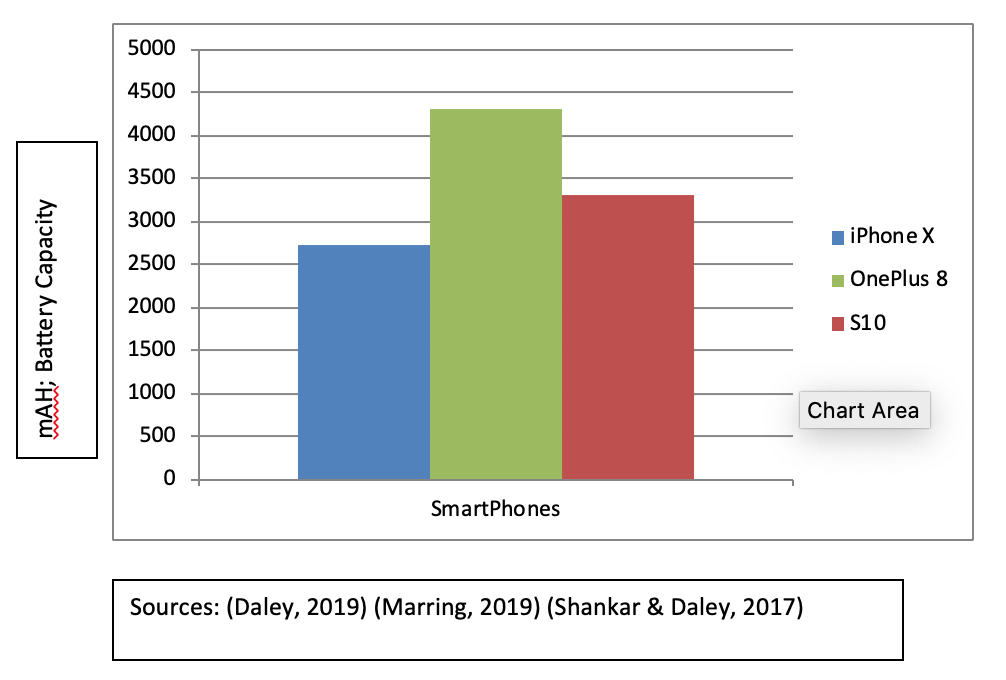 5000
4500
4000
3500
3000
2500
2000
1500
1000
500
0
mAH; Battery Capacity
SmartPhones
iPhone X
OnePlus 8
S10
Chart Area
Sources: (Daley, 2019) (Marring, 2019) (Shankar & Daley, 2017)